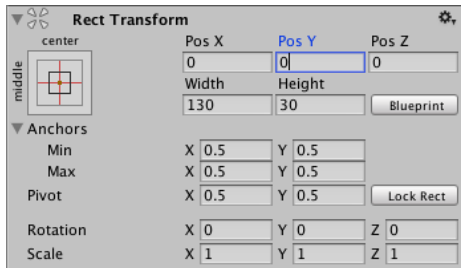 Rect Transform
center Pos X Pos Y Pos Z
middle
0 0 0
Width Height
130 30 Blueprint
Anchors
Min X 0.5 Y 0.5
Max X 0.5 Y 0.5
Pivot X 0.5 Y 0.5 Lock Rect
Rotation X 0 Y 0 Z 0
Scale X 1 Y 1 Z 1